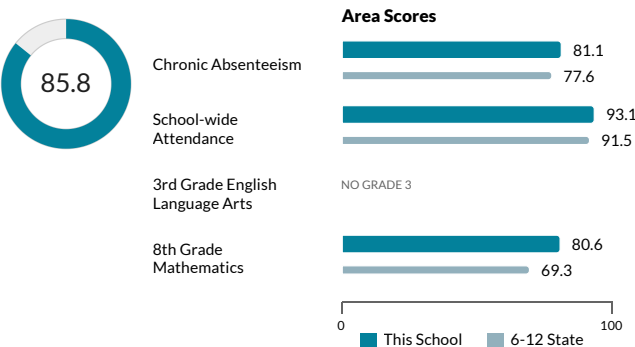 Area Scores
85.8
Chronic Absenteeism
81.1
77.6
School-wide
Attendance
93.1
91.5
3rd Grade English
Language Arts
NO GRADE 3
8th Grade
Mathematics
80.6
69.3
0
100
This School
6-12 State